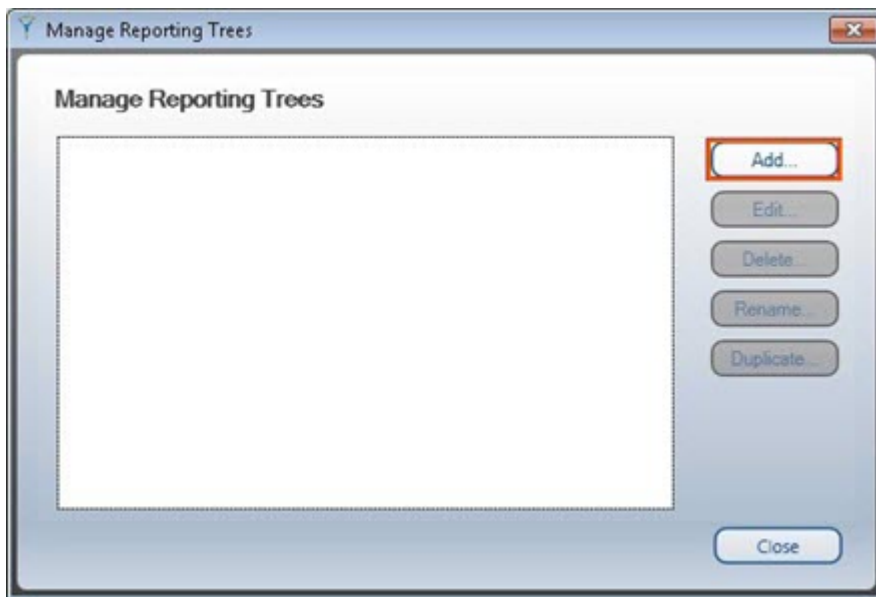 Manage Reporting Trees
Manage Reporting Trees
Add...
Edit...
Delete...
Rename...
Duplicate...
Close